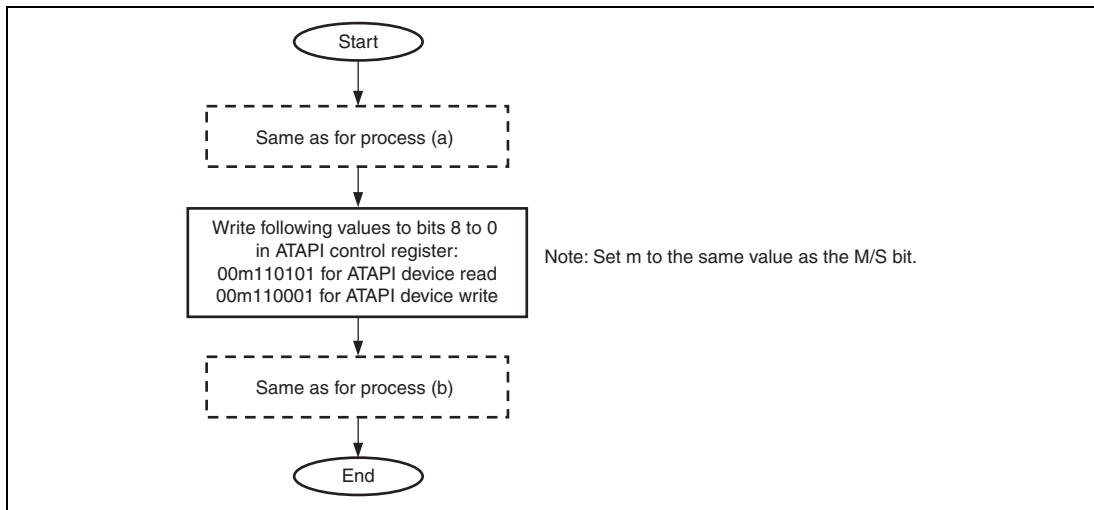 Start
Same as for process (a)
Write following values to bits 8 to 0
in ATAPI control register:
00m110101 for ATAPI device read
00m110001 for ATAPI device write
Note: Set m to the same value as the M/S bit.
Same as for process (b)
End